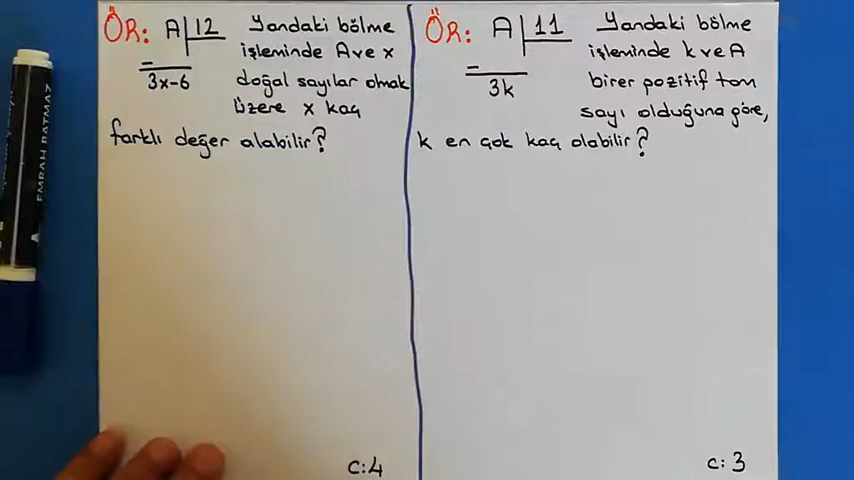 ÖR: A 12 Yandaki bölme
işleminde A ve x
3x-6 doğal sayılar olmak
üzere x kaç
farklı değer alabilir?
C:4
ÖR: A 11 Yandaki bölme
işleminde k ve A
3k birer pozitif tam
sayı olduğuna göre,
k en çok kaç olabilir?
C: 3
EMRAH PATMAZ